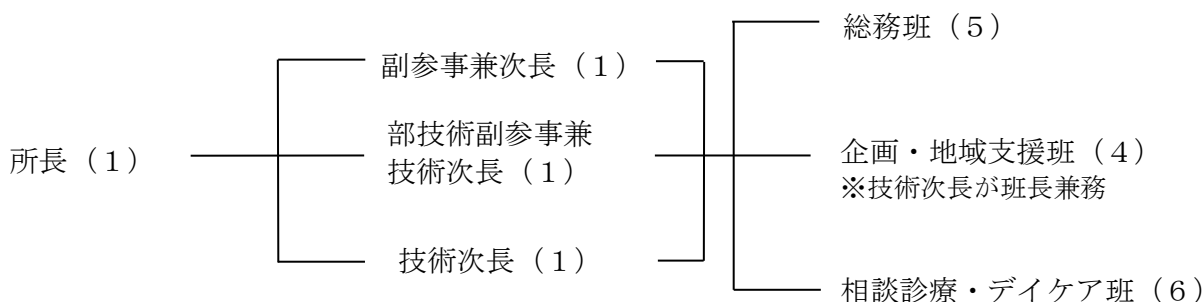 所長（１）
副参事兼次長（１）
部技術副参事兼
技術次長（１）
技術次長（１）
総務班（５）
企画・地域支援班（４）
※技術次長が班長兼務
相談診療・デイケア班（６）